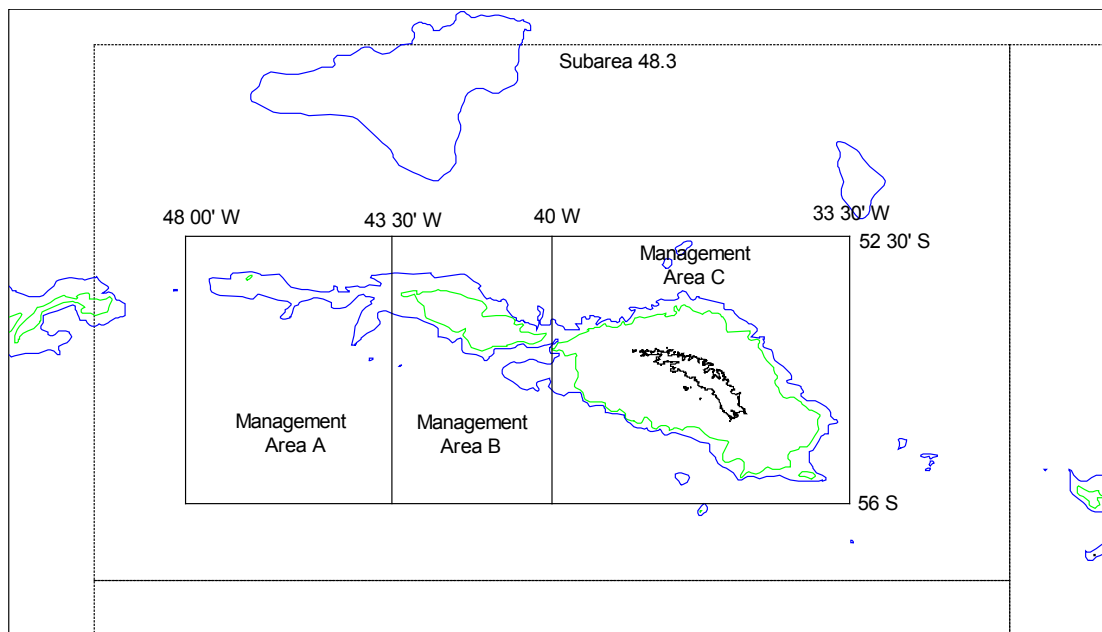 Subarea 48.3
48 00' W
43 30' W
40 W
33 30' W
52 30' S
Management
Area C
Management
Area A
Management
Area B
56 S